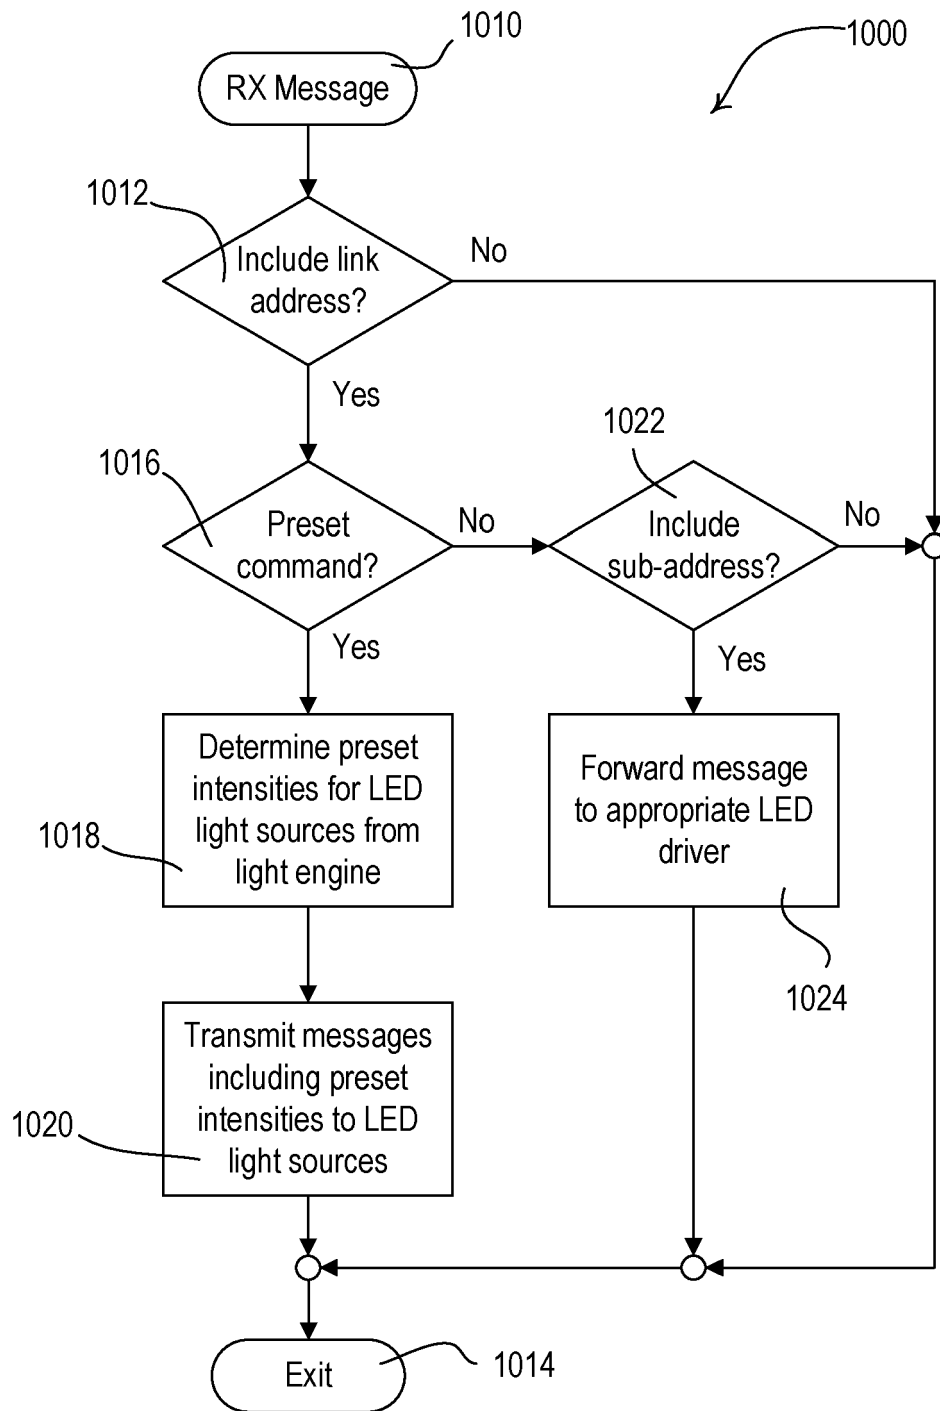 1010
1000
RX Message
1012
Include link
address?
No
Yes
1022
1016
Preset
command?
No
Include
sub-address?
No
Yes
Yes
Determine preset
intensities for LED
light sources from
light engine
1018
Forward message
to appropriate LED
driver
1024
Transmit messages
including preset
intensities to LED
light sources
1020
Exit
1014